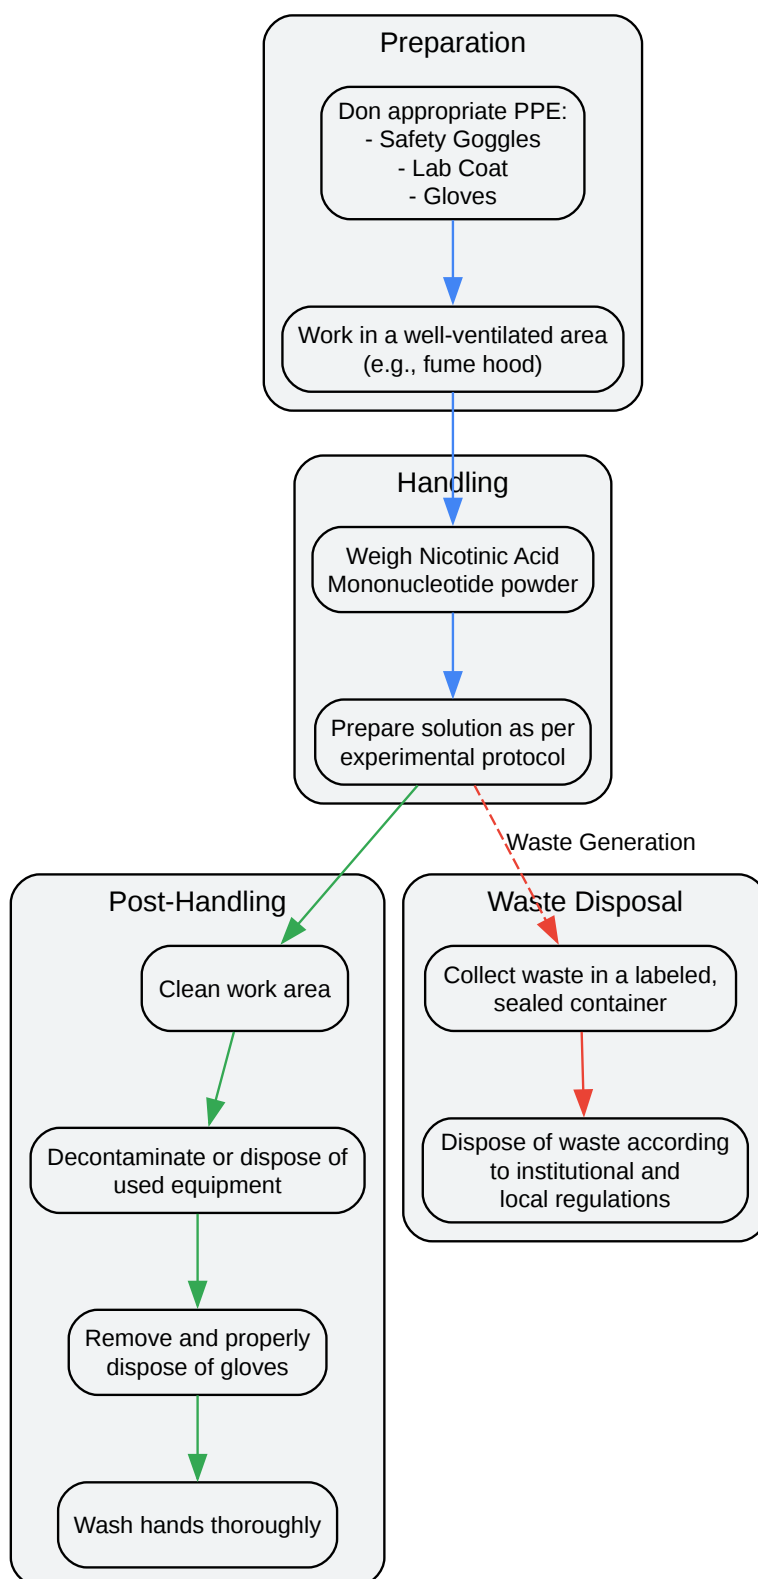 Preparation
Don appropriate PPE:
- Safety Goggles
- Lab Coat
- Gloves
Work in a well-ventilated area
(e.g., fume hood)
Handling
Weigh Nicotinic Acid
Mononucleotide powder
Prepare solution as per
experimental protocol
Waste Generation
Post-Handling
Clean work area
Decontaminate or dispose of
used equipment
Remove and properly
dispose of gloves
Wash hands thoroughly
Waste Disposal
Collect waste in a labeled,
sealed container
Dispose of waste according
to institutional and
local regulations